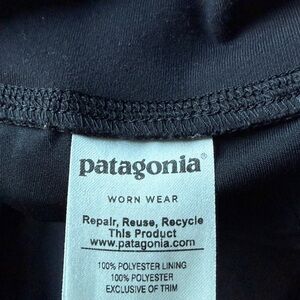 patagonia®
WORN WEAR
Repair, Reuse, Recycle
This Product
www.patagonia.com
100% POLYESTER LINING
100% POLYESTER
EXCLUSIVE OF TRIM